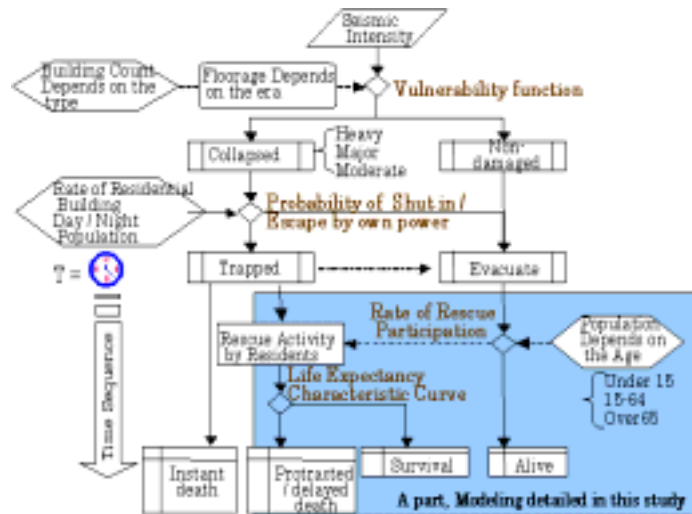 Seismic
Intensity
Building Count
Depends on the
type
Floorage Depends
on the era
Vulnerability function
Collapsed
Heavy
Major
Moderate
Non-
damaged
Rate of Residential
Building
Day / Night
Population
Probability of Shut in /
Escape by own power
T =
Trapped
Evacuate
Rate of Rescue
Participation
Rescue Activity
by Residents
Population
Depends on
the Age
Under 15
15-64
Over 65
Life Expectancy
Characteristic Curve
Time Sequence
Instant
death
Protrasted
/ delayed death
Survival
Alive
A part, Modeling detailed in this study